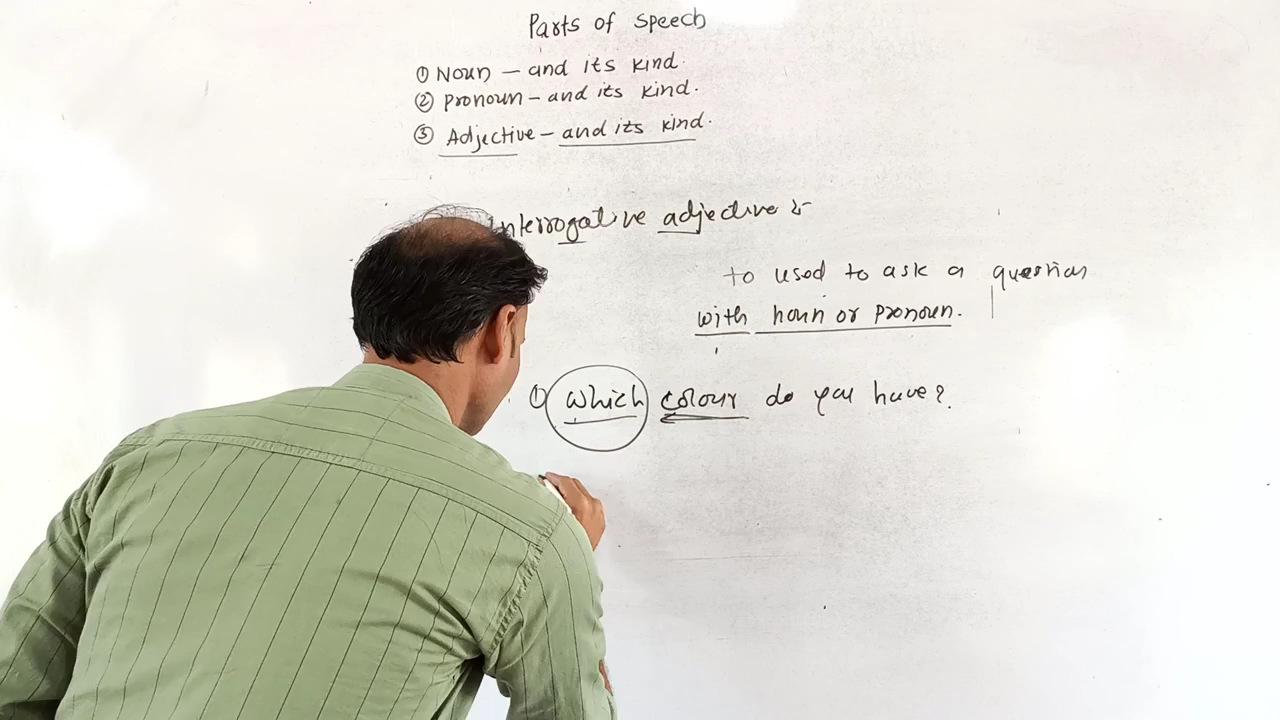 Parts of Speech
① Noun – and its kind.
② Pronoun – and its kind.
③ Adjective – and its kind.
Interrogative adjective :-
to used to ask a question
with noun or pronoun.
① Which colour do you have?